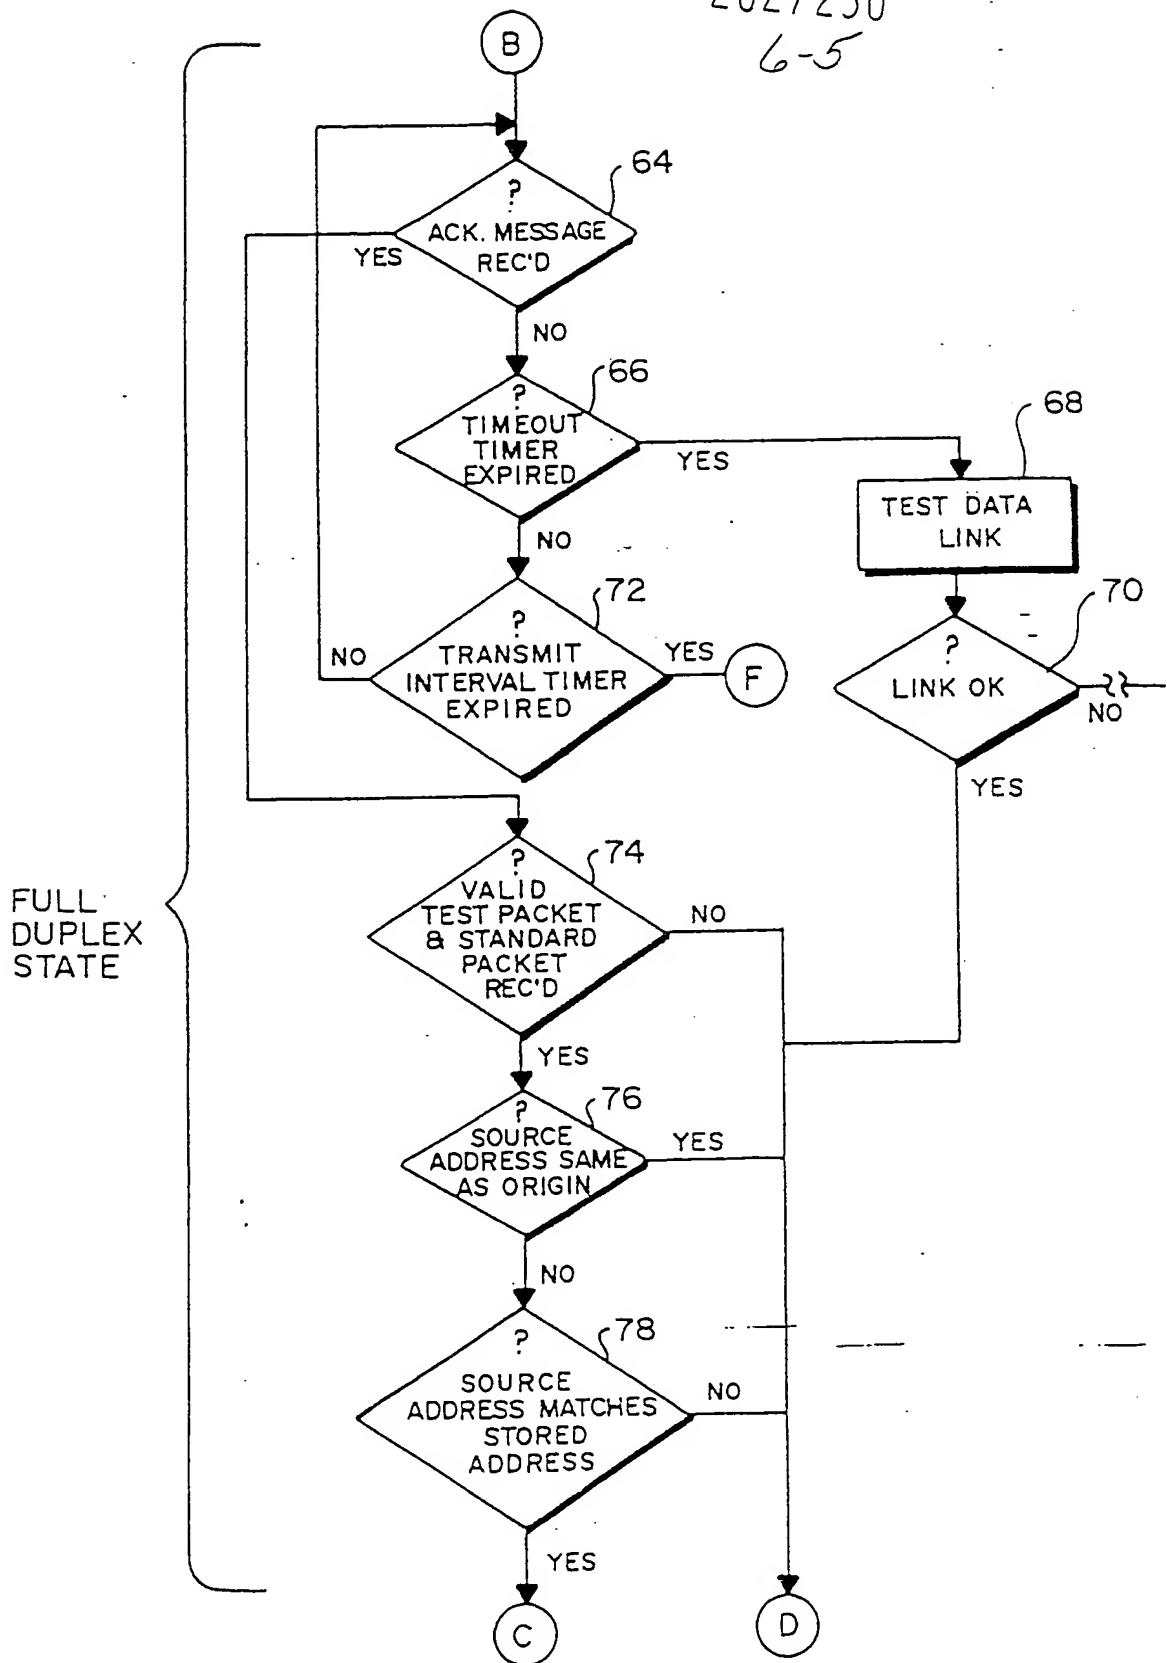 6-5
B
64
?
ACK. MESSAGE
REC'D
YES
NO
66
?
TIMEOUT
TIMER
EXPIRED
YES
NO
68
TEST DATA
LINK
70
?
LINK OK
NO
YES
72
?
TRANSMIT
INTERVAL TIMER
EXPIRED
NO
YES
F
74
?
VALID
TEST PACKET
& STANDARD
PACKET
REC'D
NO
YES
FULL
DUPLEX
STATE
76
?
SOURCE
ADDRESS SAME
AS ORIGIN
YES
NO
78
?
SOURCE
ADDRESS MATCHES
STORED
ADDRESS
NO
YES
C
D